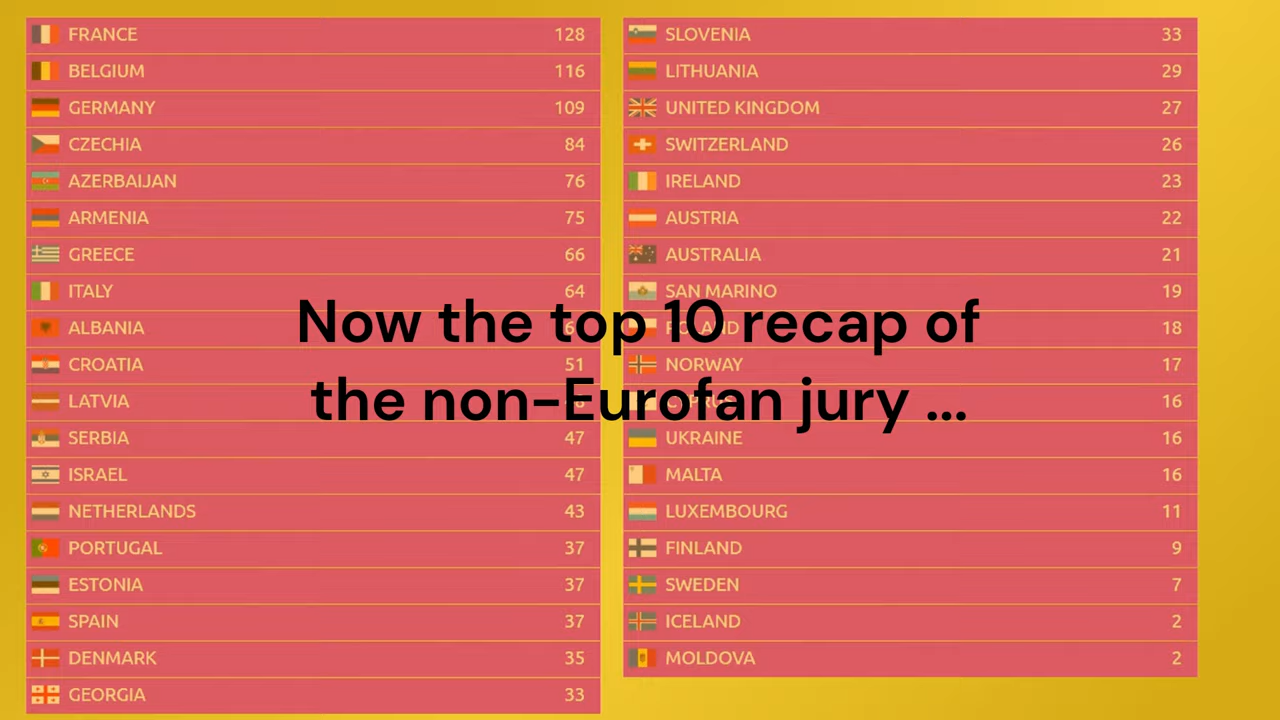 FRANCE 128
BELGIUM 116
GERMANY 109
CZECHIA 84
AZERBAIJAN 76
ARMENIA 75
GREECE 66
ITALY 64
ALBANIA
CROATIA 51
LATVIA
SERBIA 47
ISRAEL 47
NETHERLANDS 43
PORTUGAL 37
ESTONIA 37
SPAIN 37
DENMARK 35
GEORGIA 33
SLOVENIA 33
LITHUANIA 29
UNITED KINGDOM 27
SWITZERLAND 26
IRELAND 23
AUSTRIA 22
AUSTRALIA 21
SAN MARINO 19
POLAND 18
NORWAY 17
CYPRUS 16
UKRAINE 16
MALTA 16
LUXEMBOURG 11
FINLAND 9
SWEDEN 7
ICELAND 2
MOLDOVA 2
Now the top 10 recap of
the non-Eurofan jury ...